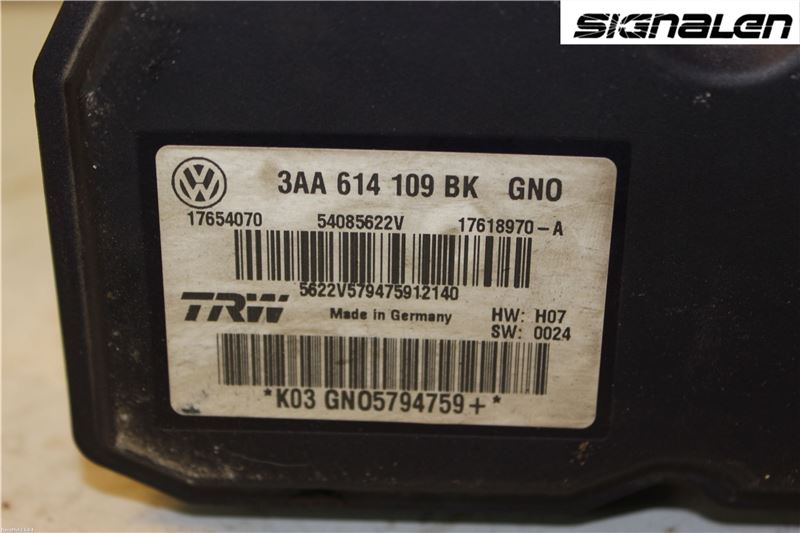 SIGNALEN
3AA 614 109 BK GNO
17654070 54085622V 17618970-A
5622V579475912140
TRW Made in Germany HW: H07
SW: 0024
*K03 GNO5794759+*